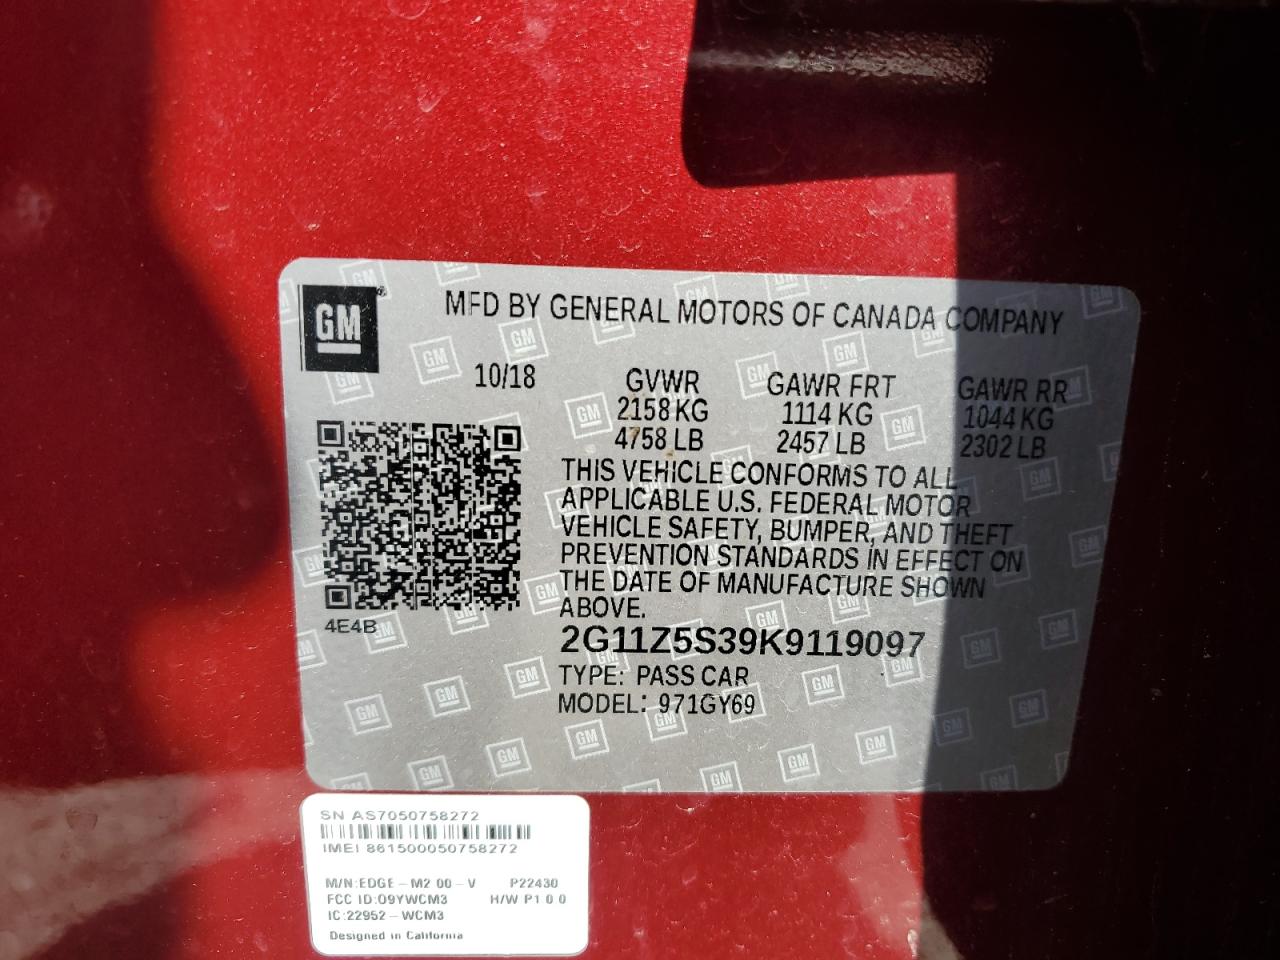 GM
MFD BY GENERAL MOTORS OF CANADA COMPANY
10/18
GVWR GAWR FRT GAWR RR
2158 KG 1114 KG 1044 KG
4758 LB 2457 LB 2302 LB
THIS VEHICLE CONFORMS TO ALL
APPLICABLE U.S. FEDERAL MOTOR
VEHICLE SAFETY, BUMPER, AND THEFT
PREVENTION STANDARDS IN EFFECT ON
THE DATE OF MANUFACTURE SHOWN
ABOVE.
4E4B
2G11Z5S39K9119097
TYPE: PASS CAR
MODEL: 971GY69
SN AS7050758272
IMEI 861500050758272
M/N:EDGE-M2 00-V P22430
FCC ID:O9YWCM3 H/W P1 0 0
IC:22952-WCM3
Designed in California